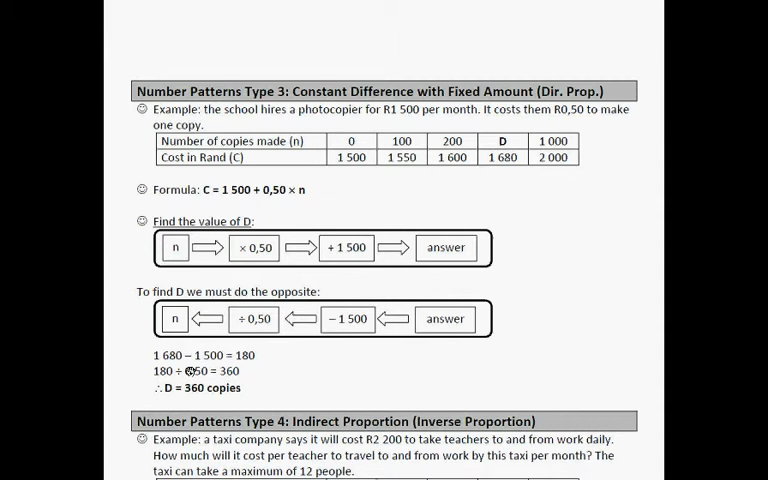 Number Patterns Type 3: Constant Difference with Fixed Amount (Dir. Prop.)
Example: the school hires a photocopier for R1 500 per month. It costs them R0,50 to make
one copy.
Number of copies made (n) 0 100 200 D 1 000
Cost in Rand (C) 1 500 1 550 1 600 1 680 2 000
Formula: C = 1 500 + 0,50 × n
Find the value of D:
n × 0,50 + 1 500 answer
To find D we must do the opposite:
n ÷ 0,50 − 1 500 answer
1 680 − 1 500 = 180
180 ÷ 0,50 = 360
∴ D = 360 copies
Number Patterns Type 4: Indirect Proportion (Inverse Proportion)
Example: a taxi company says it will cost R2 200 to take teachers to and from work daily.
How much will it cost per teacher to travel to and from work by this taxi per month? The
taxi can take a maximum of 12 people.